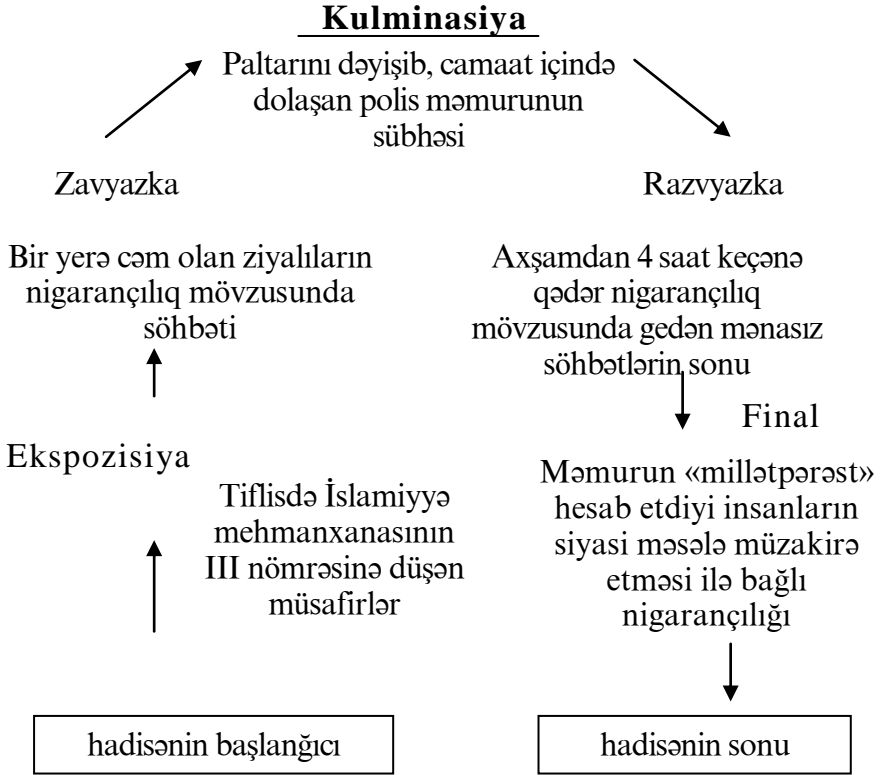 Kulminasiya
Paltarını dəyişib, camaat içində
dolaşan polis məmurunun
sübhəsi
Zavyazka
Bir yerə cəm olan ziyalıların
nigarançılıq mövzusunda
söhbəti
Ekspozisiya
Tiflisdə İslamiyyə
mehmanxanasının
III nömrəsinə düşən
müsafirlər
hadisənin başlanğıcı
Razvyazka
Axşamdan 4 saat keçənə
qədər nigarançılıq
mövzusunda gedən mənasız
söhbətlərin sonu
Final
Məmurun «millətpərəst»
hesab etdiyi insanların
siyasi məsələ müzakirə
etməsi ilə bağlı
nigarançılığı
hadisənin sonu